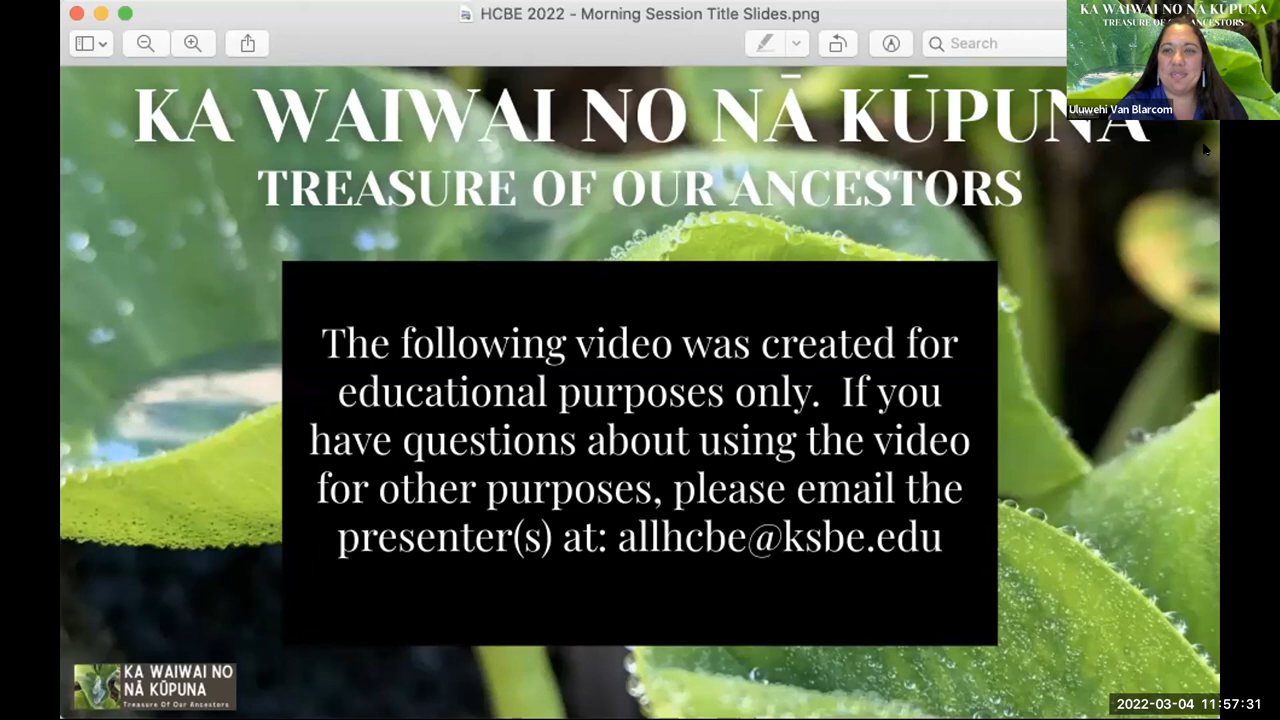 HCBE 2022 - Morning Session Title Slides.png
Search
KA WAIWAI NO NĀ KŪPUNA
TREASURE OF OUR ANCESTORS
KA WAIWAI NO NĀ KŪPUNA
TREASURE OF OUR ANCESTORS
Uluwehi Van Blarcom
The following video was created for
educational purposes only.  If you
have questions about using the video
for other purposes, please email the
presenter(s) at: allhcbe@ksbe.edu
KA WAIWAI NO
NĀ KŪPUNA
Treasure Of Our Ancestors
2022-03-04 11:57:31